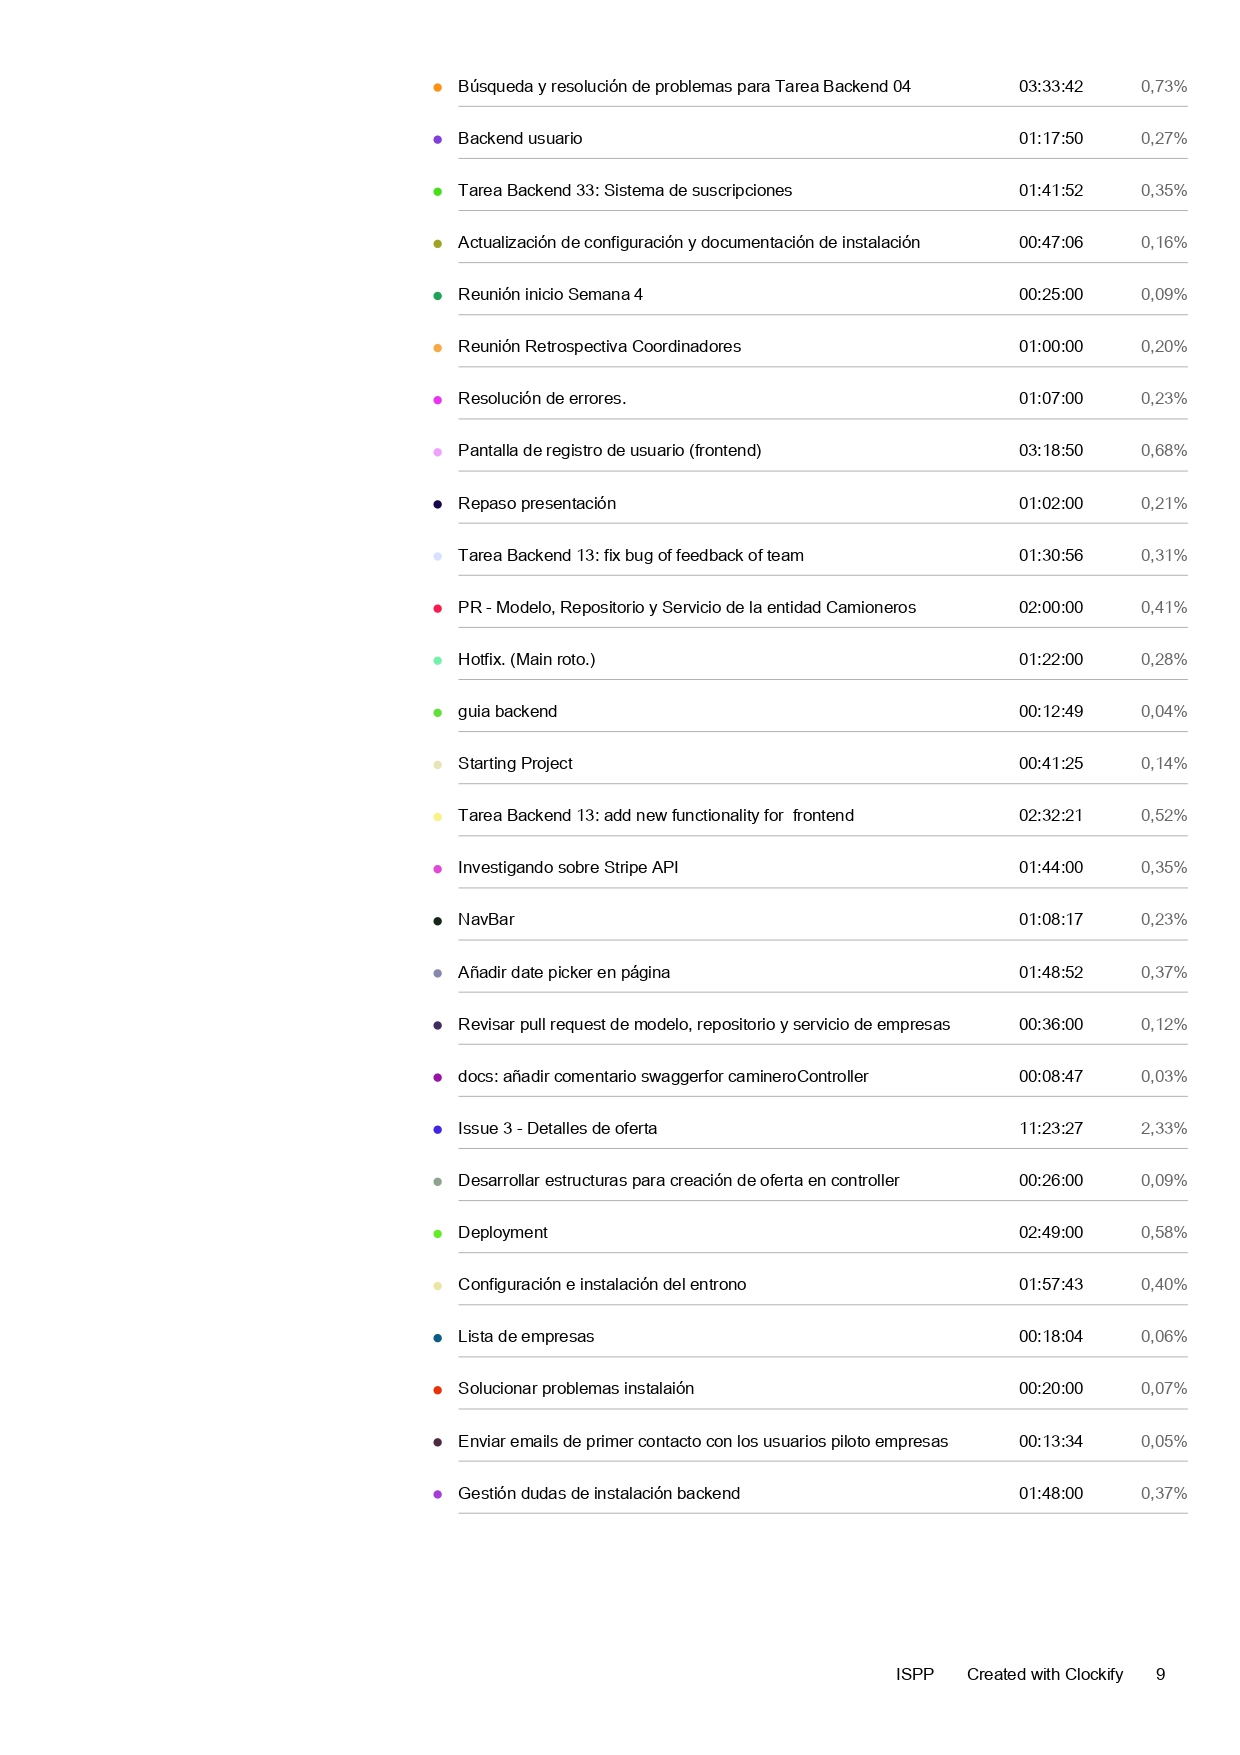 Búsqueda y resolución de problemas para Tarea Backend 04 03:33:42 0,73%
Backend usuario 01:17:50 0,27%
Tarea Backend 33: Sistema de suscripciones 01:41:52 0,35%
Actualización de configuración y documentación de instalación 00:47:06 0,16%
Reunión inicio Semana 4 00:25:00 0,09%
Reunión Retrospectiva Coordinadores 01:00:00 0,20%
Resolución de errores. 01:07:00 0,23%
Pantalla de registro de usuario (frontend) 03:18:50 0,68%
Repaso presentación 01:02:00 0,21%
Tarea Backend 13: fix bug of feedback of team 01:30:56 0,31%
PR - Modelo, Repositorio y Servicio de la entidad Camioneros 02:00:00 0,41%
Hotfix. (Main roto.) 01:22:00 0,28%
guia backend 00:12:49 0,04%
Starting Project 00:41:25 0,14%
Tarea Backend 13: add new functionality for  frontend 02:32:21 0,52%
Investigando sobre Stripe API 01:44:00 0,35%
NavBar 01:08:17 0,23%
Añadir date picker en página 01:48:52 0,37%
Revisar pull request de modelo, repositorio y servicio de empresas 00:36:00 0,12%
docs: añadir comentario swaggerfor camineroController 00:08:47 0,03%
Issue 3 - Detalles de oferta 11:23:27 2,33%
Desarrollar estructuras para creación de oferta en controller 00:26:00 0,09%
Deployment 02:49:00 0,58%
Configuración e instalación del entrono 01:57:43 0,40%
Lista de empresas 00:18:04 0,06%
Solucionar problemas instalaión 00:20:00 0,07%
Enviar emails de primer contacto con los usuarios piloto empresas 00:13:34 0,05%
Gestión dudas de instalación backend 01:48:00 0,37%
ISPP Created with Clockify 9